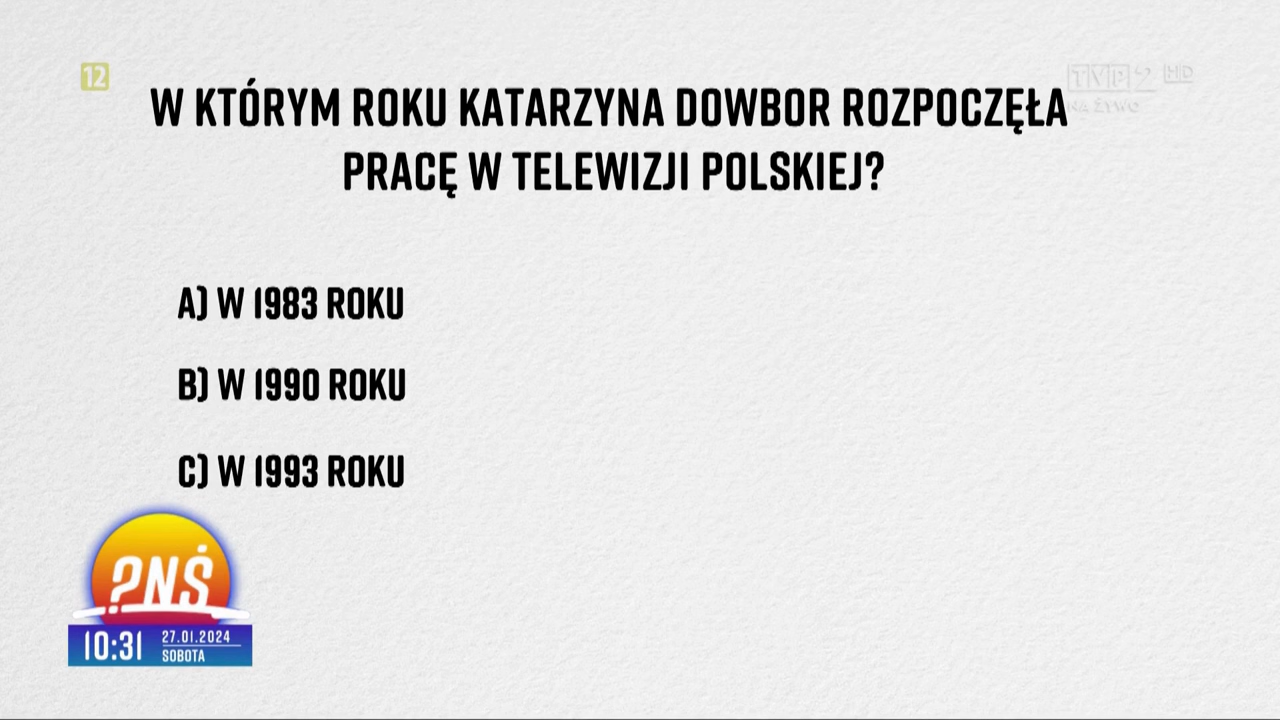 12
TVP2 HD
NA ŻYWO
W KTÓRYM ROKU KATARZYNA DOWBOR ROZPOCZĘŁA
PRACĘ W TELEWIZJI POLSKIEJ?
A) W 1983 ROKU
B) W 1990 ROKU
C) W 1993 ROKU
?NŚ
10:31
27.01.2024
SOBOTA